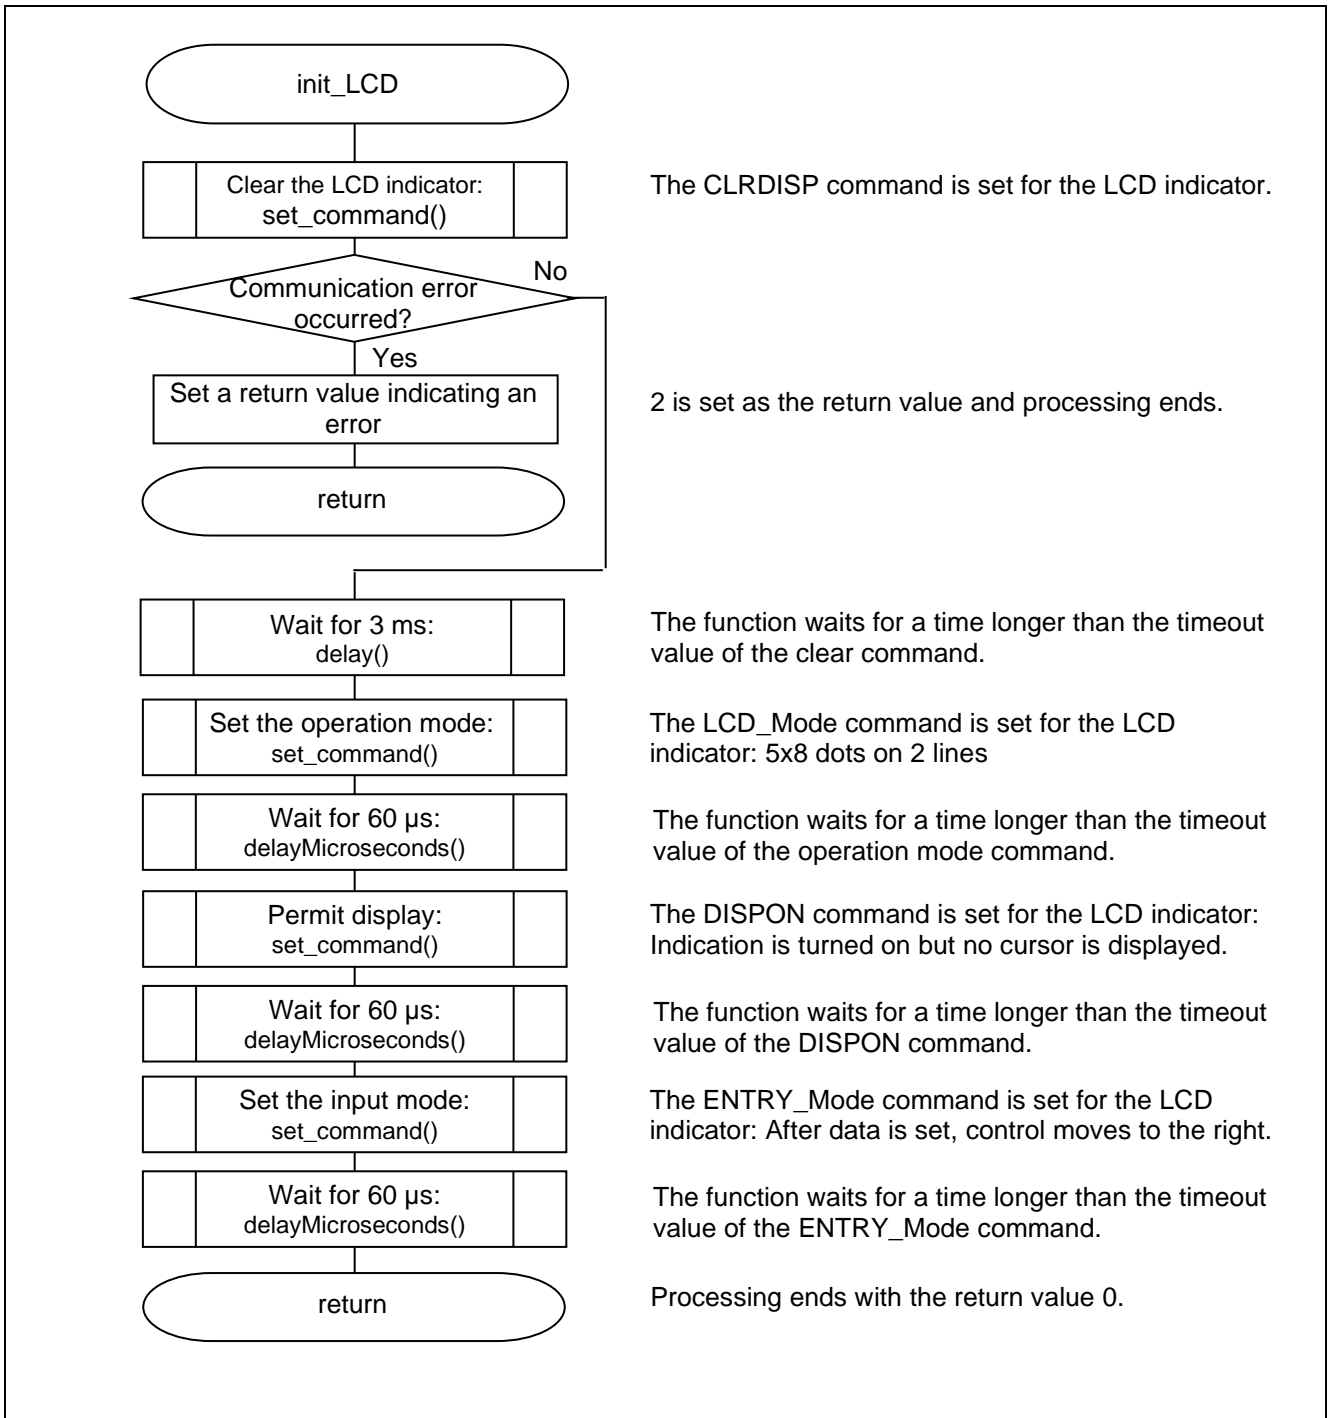 init_LCD
Clear the LCD indicator:
set_command()
The CLRDISP command is set for the LCD indicator.
No
Communication error
occurred?
Yes
Set a return value indicating an
error
2 is set as the return value and processing ends.
return
Wait for 3 ms:
delay()
The function waits for a time longer than the timeout
value of the clear command.
Set the operation mode:
set_command()
The LCD_Mode command is set for the LCD
indicator: 5x8 dots on 2 lines
Wait for 60 µs:
delayMicroseconds()
The function waits for a time longer than the timeout
value of the operation mode command.
Permit display:
set_command()
The DISPON command is set for the LCD indicator:
Indication is turned on but no cursor is displayed.
Wait for 60 µs:
delayMicroseconds()
The function waits for a time longer than the timeout
value of the DISPON command.
Set the input mode:
set_command()
The ENTRY_Mode command is set for the LCD
indicator: After data is set, control moves to the right.
Wait for 60 µs:
delayMicroseconds()
The function waits for a time longer than the timeout
value of the ENTRY_Mode command.
return
Processing ends with the return value 0.